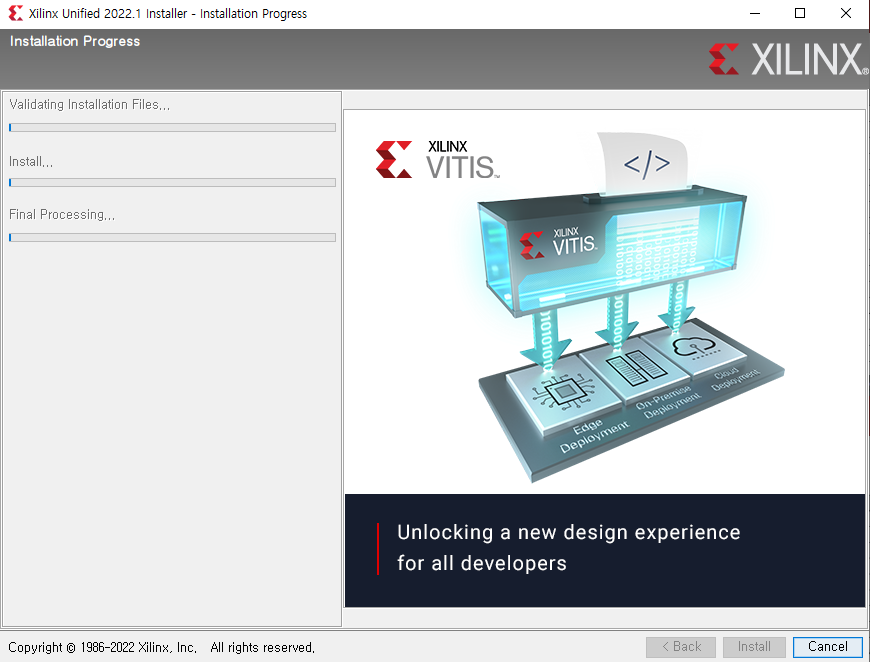 Xilinx Unified 2022.1 Installer - Installation Progress
Installation Progress
XILINX®
Validating Installation Files...
Install...
Final Processing...
XILINX
VITIS™
</>
XILINX
VITIS™
Edge
Deployment
On-Premise
Deployment
Cloud
Deployment
Unlocking a new design experience
for all developers
Copyright © 1986-2022 Xilinx, Inc. All rights reserved.
< Back
Install
Cancel